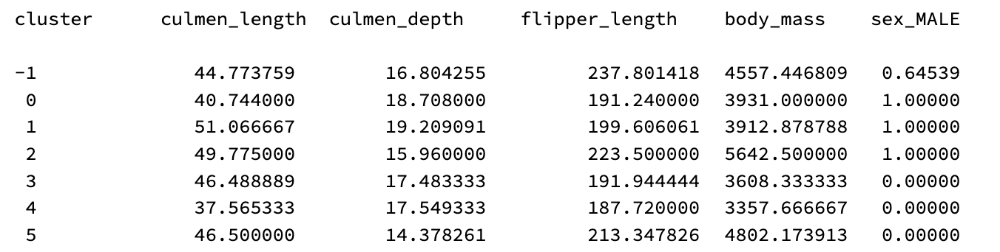 cluster culmen_length culmen_depth flipper_length body_mass sex_MALE
-1 44.773759 16.804255 237.801418 4557.446809 0.64539
0 40.744000 18.708000 191.240000 3931.000000 1.00000
1 51.066667 19.209091 199.606061 3912.878788 1.00000
2 49.775000 15.960000 223.500000 5642.500000 1.00000
3 46.488889 17.483333 191.944444 3608.333333 0.00000
4 37.565333 17.549333 187.720000 3357.666667 0.00000
5 46.500000 14.378261 213.347826 4802.173913 0.00000